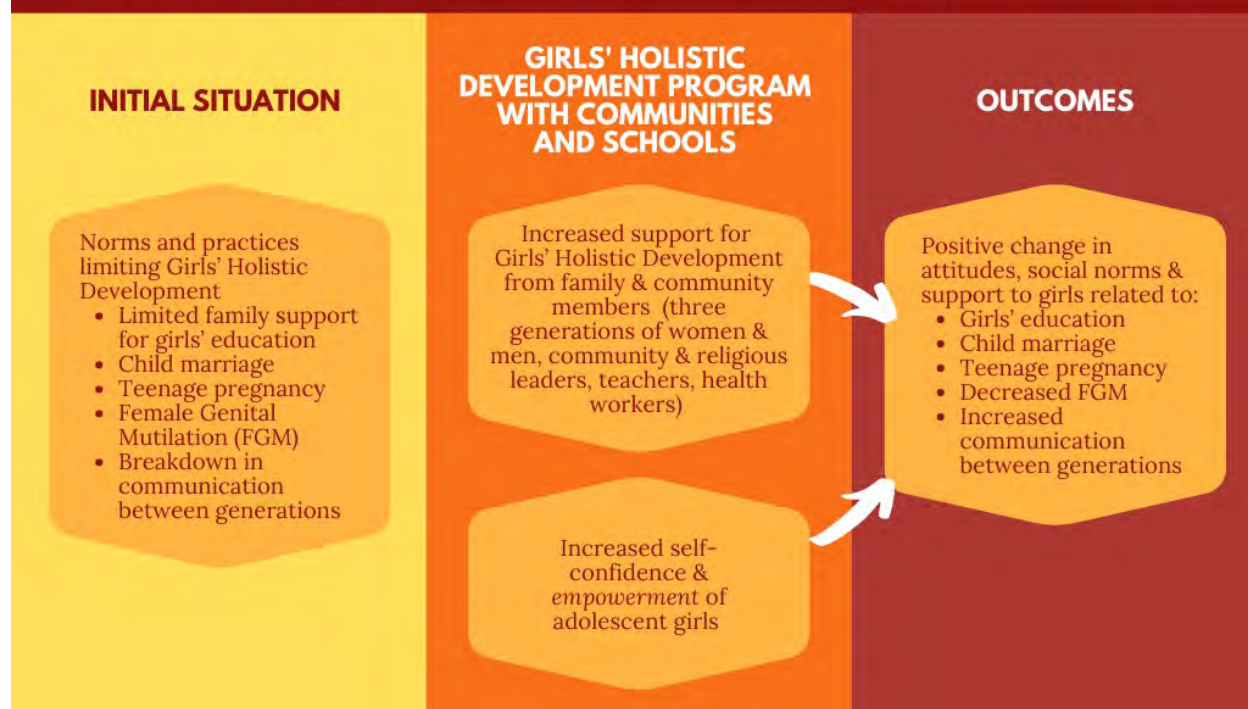 INITIAL SITUATION
Norms and practices
limiting Girls’ Holistic
Development
• Limited family support
for girls’ education
• Child marriage
• Teenage pregnancy
• Female Genital
Mutilation (FGM)
• Breakdown in
communication
between generations
GIRLS' HOLISTIC
DEVELOPMENT PROGRAM
WITH COMMUNITIES
AND SCHOOLS
Increased support for
Girls’ Holistic Development
from family & community
members (three
generations of women &
men, community & religious
leaders, teachers, health
workers)
Increased self-
confidence &
empowerment of
adolescent girls
OUTCOMES
Positive change in
attitudes, social norms &
support to girls related to:
• Girls’ education
• Child marriage
• Teenage pregnancy
• Decreased FGM
• Increased
communication
between generations